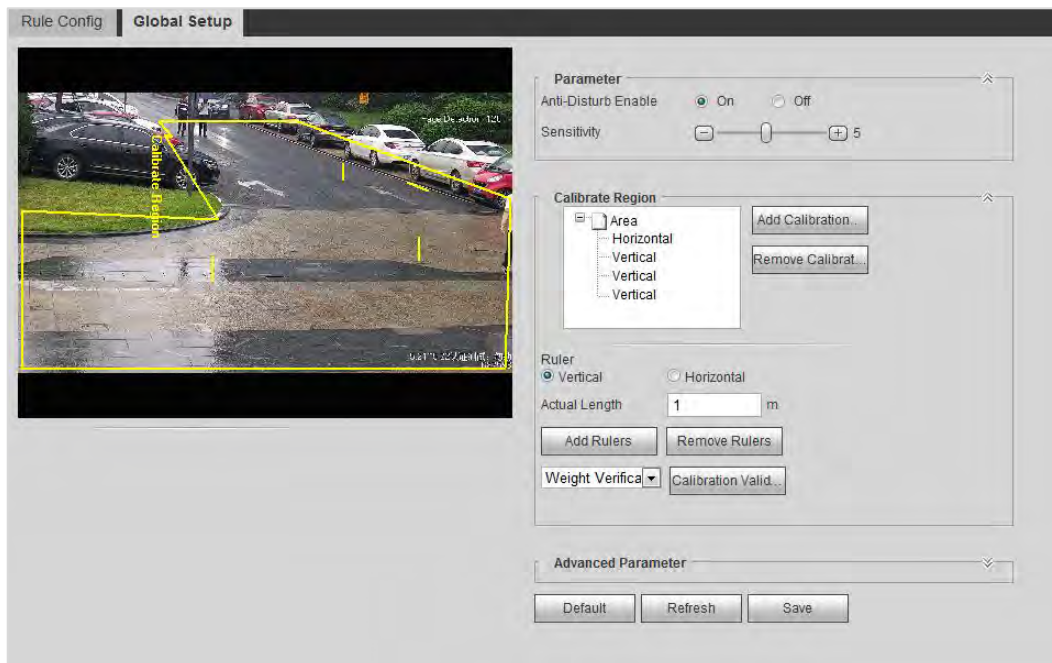 Rule Config Global Setup
Calibrate Region
Parameter
Anti-Disturb Enable On Off
Sensitivity 5
Calibrate Region
Area
Horizontal
Vertical
Vertical
Vertical
Add Calibration...
Remove Calibrat...
Ruler
Vertical Horizontal
Actual Length 1 m
Add Rulers Remove Rulers
Weight Verifica Calibration Valid...
Advanced Parameter
Default Refresh Save